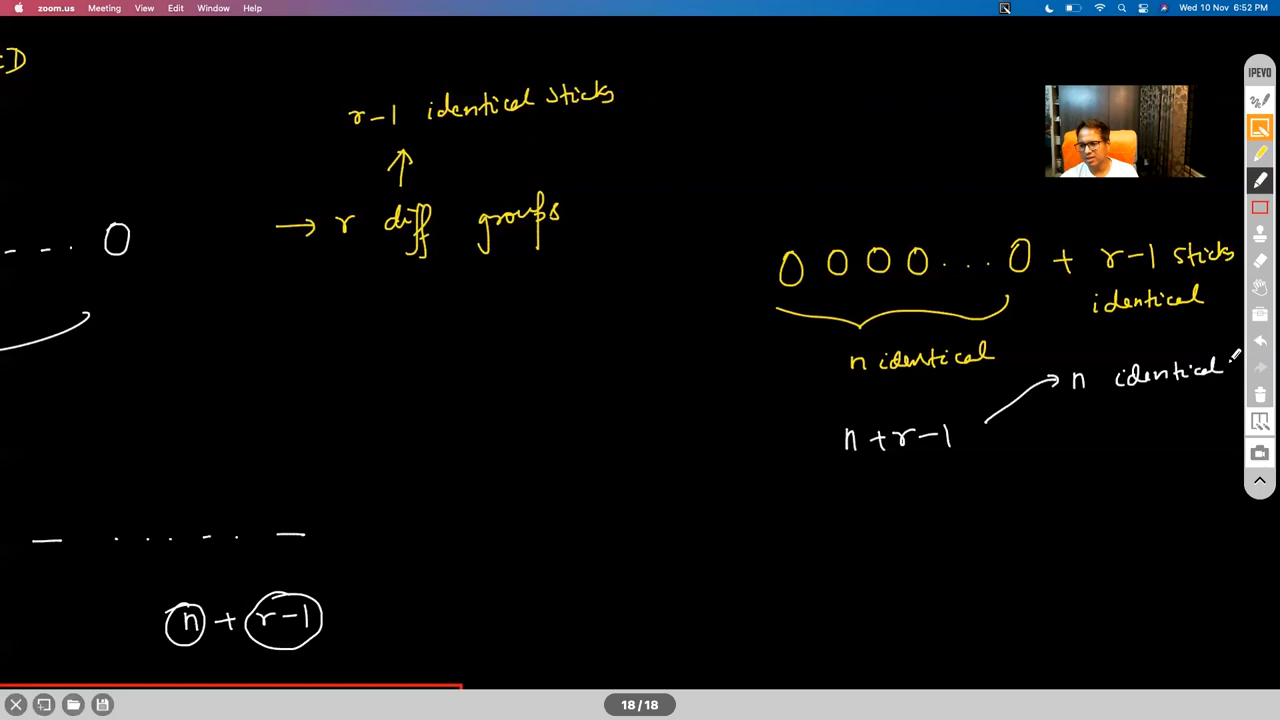 zoom.us Meeting View Edit Window Help
Wed 10 Nov 6:52 PM
IPEVO
r-1 identical sticks
→ r diff groups
0 0 0 0 ... 0 + r-1 sticks
identical
n identical
n identical
n+r-1
0
n + r-1
18 / 18